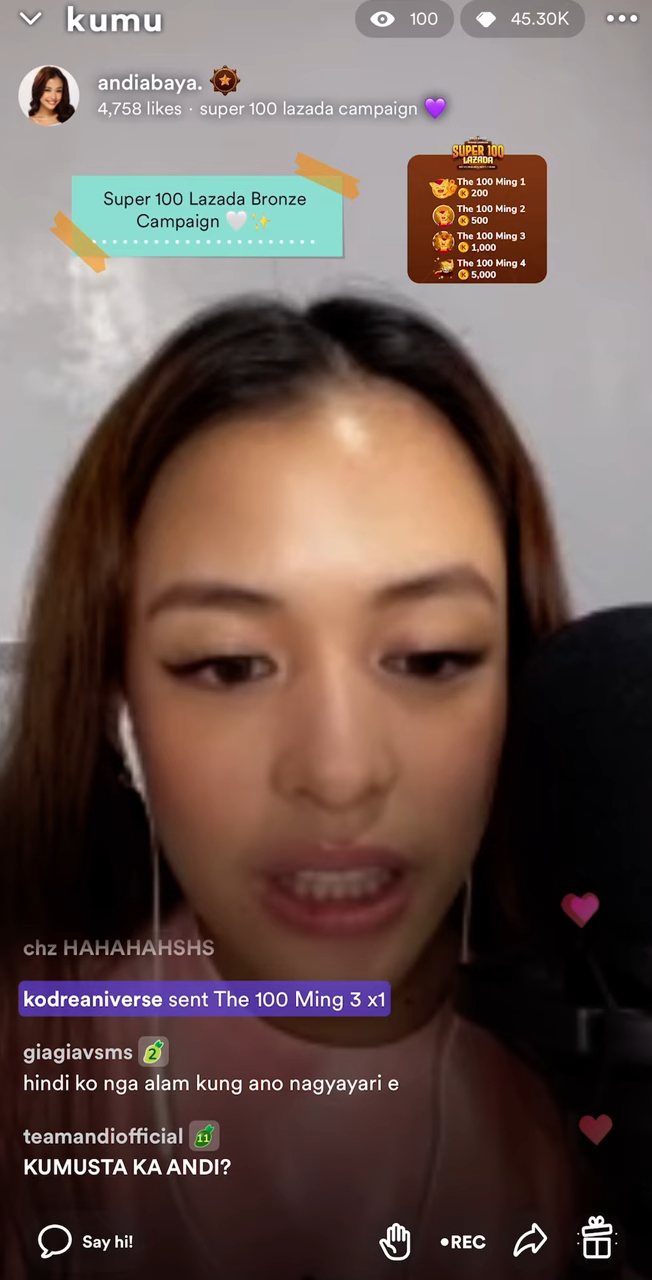 kumu
100
45.30K
andiabaya.
4,758 likes · super 100 lazada campaign 💜
Super 100 Lazada Bronze
Campaign 🤍✨
SUPER 100
LAZADA
The 100 Ming 1
200
The 100 Ming 2
500
The 100 Ming 3
1,000
The 100 Ming 4
5,000
chz HAHAHAHSHS
kodreaniverse sent The 100 Ming 3 x1
giagiavsms 2
hindi ko nga alam kung ano nagyayari e
teamandiofficial 11
KUMUSTA KA ANDI?
Say hi!
•REC